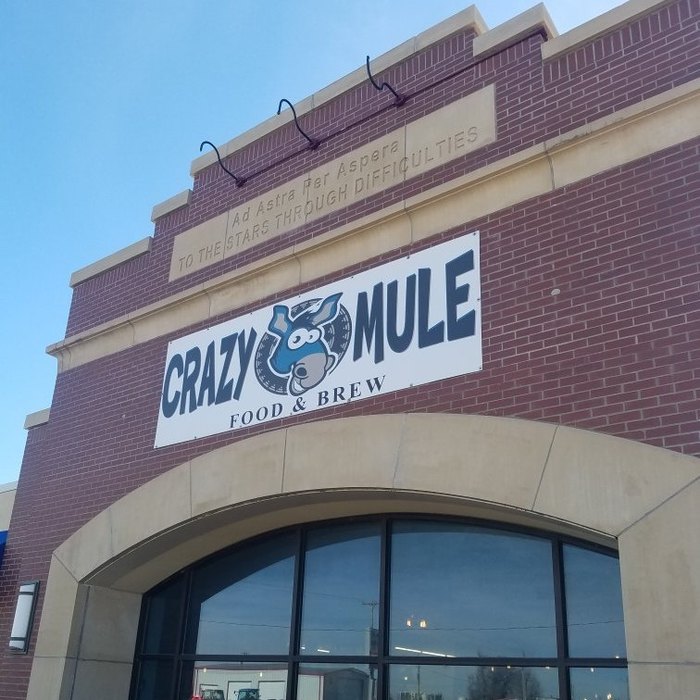 Ad Astra Per Aspera
TO THE STARS THROUGH DIFFICULTIES
CRAZY MULE
FOOD & BREW